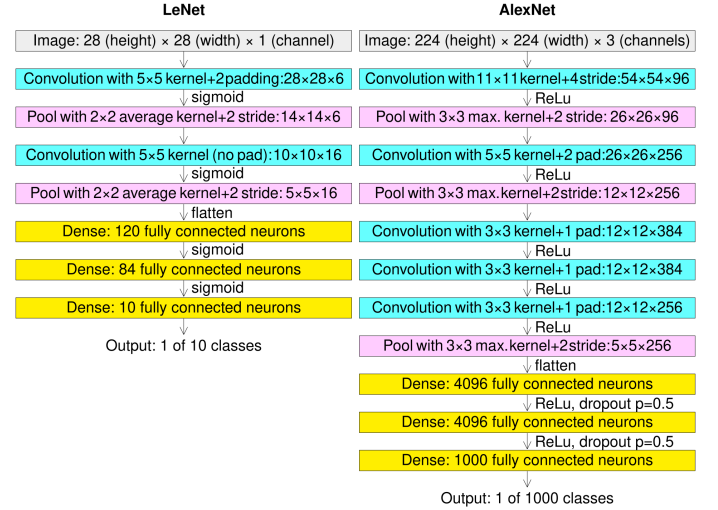 LeNet
Image: 28 (height) × 28 (width) × 1 (channel)
Convolution with 5×5 kernel+2padding:28×28×6
sigmoid
Pool with 2×2 average kernel+2 stride:14×14×6
Convolution with 5×5 kernel (no pad):10×10×16
sigmoid
Pool with 2×2 average kernel+2 stride: 5×5×16
flatten
Dense: 120 fully connected neurons
sigmoid
Dense: 84 fully connected neurons
sigmoid
Dense: 10 fully connected neurons
Output: 1 of 10 classes
AlexNet
Image: 224 (height) × 224 (width) × 3 (channels)
Convolution with 11×11 kernel+4 stride:54×54×96
ReLu
Pool with 3×3 max. kernel+2 stride: 26×26×96
Convolution with 5×5 kernel+2 pad:26×26×256
ReLu
Pool with 3×3 max.kernel+2stride:12×12×256
Convolution with 3×3 kernel+1 pad:12×12×384
ReLu
Convolution with 3×3 kernel+1 pad:12×12×384
ReLu
Convolution with 3×3 kernel+1 pad:12×12×256
ReLu
Pool with 3×3 max.kernel+2stride:5×5×256
flatten
Dense: 4096 fully connected neurons
ReLu, dropout p=0.5
Dense: 4096 fully connected neurons
ReLu, dropout p=0.5
Dense: 1000 fully connected neurons
Output: 1 of 1000 classes